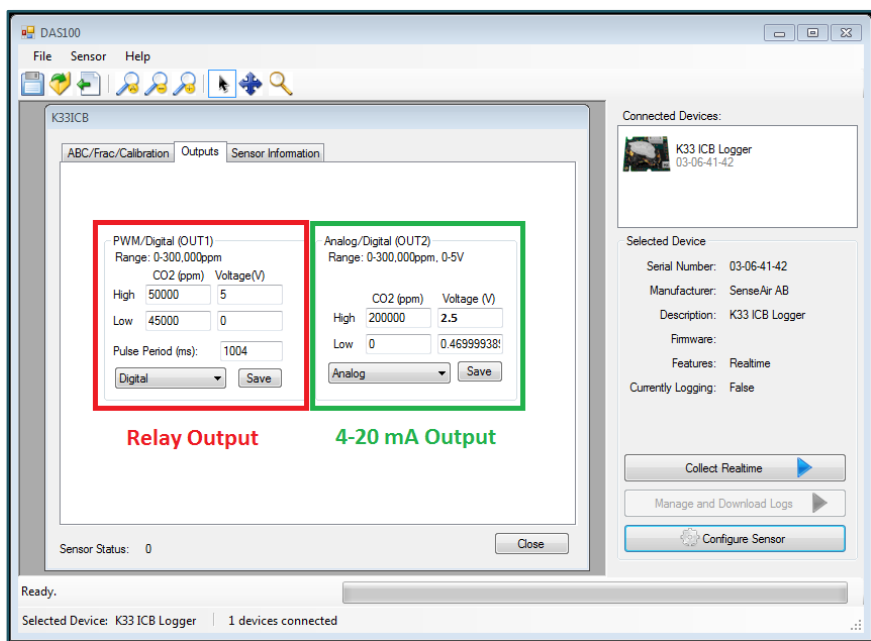 DAS100
File Sensor Help
K33ICB
ABC/Frac/Calibration Outputs Sensor Information
PWM/Digital (OUT1)
Range: 0-300,000ppm
CO2 (ppm) Voltage(V)
High 50000 5
Low 45000 0
Pulse Period (ms): 1004
Digital Save
Relay Output
Analog/Digital (OUT2)
Range: 0-300,000ppm, 0-5V
CO2 (ppm) Voltage (V)
High 200000 2.5
Low 0 0.46999938
Analog Save
4-20 mA Output
Sensor Status: 0
Close
Connected Devices:
K33 ICB Logger
03-06-41-42
Selected Device
Serial Number: 03-06-41-42
Manufacturer: SenseAir AB
Description: K33 ICB Logger
Firmware:
Features: Realtime
Currently Logging: False
Collect Realtime
Manage and Download Logs
Configure Sensor
Ready.
Selected Device: K33 ICB Logger 1 devices connected